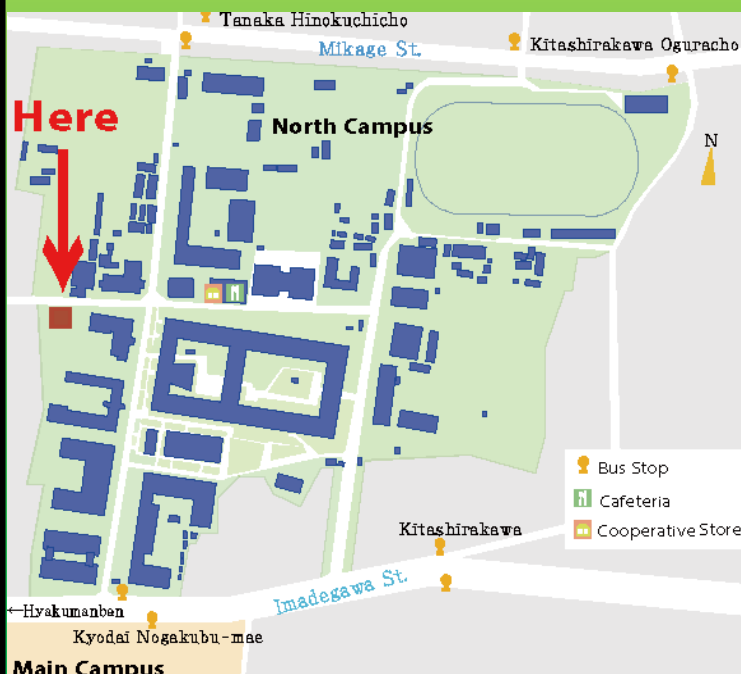 Tanaka Hinokuchicho
Mikage St.
Kitashirakawa Oguracho
Here
North Campus
N
Bus Stop
Cafeteria
Cooperative Store
Kitashirakawa
Imadegawa St.
←Hyakumanben
Kyodai Nogakubu-mae
Main Campus